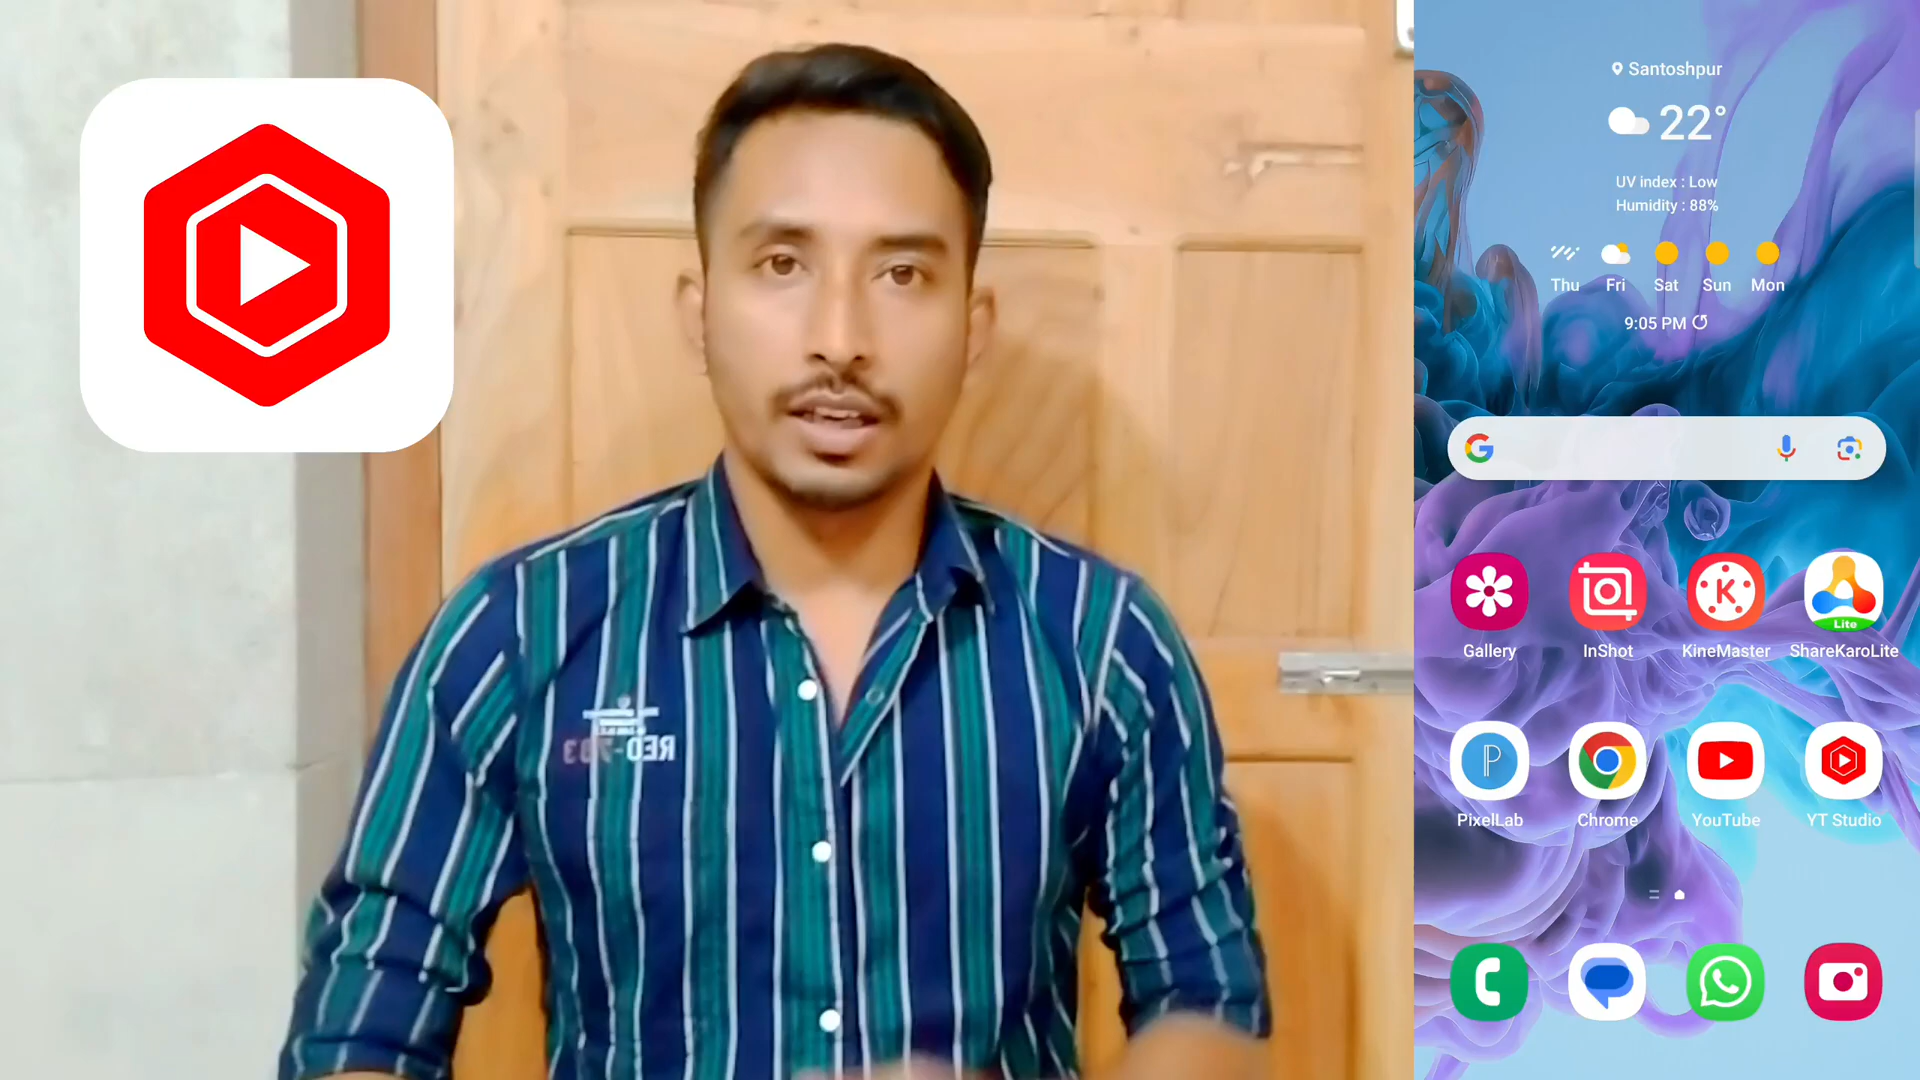 Santoshpur
22°
UV index : Low
Humidity : 88%
Thu Fri Sat Sun Mon
9:05 PM
Lite
Gallery InShot KineMaster ShareKaroLite
PixelLab Chrome YouTube YT Studio